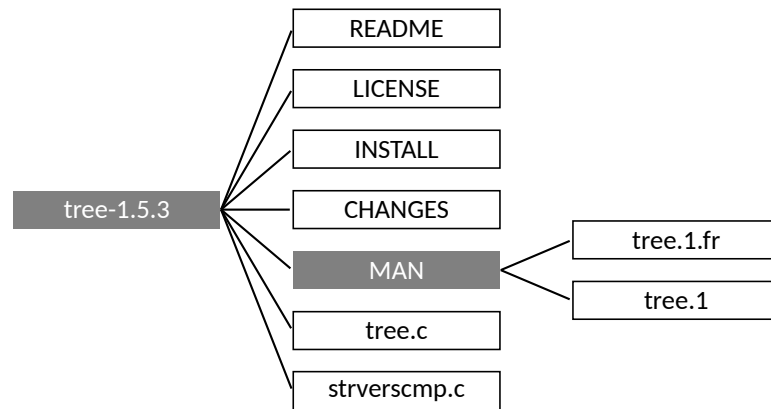 README
LICENSE
INSTALL
tree-1.5.3
CHANGES
tree.1.fr
MAN
tree.1
tree.c
strverscmp.c